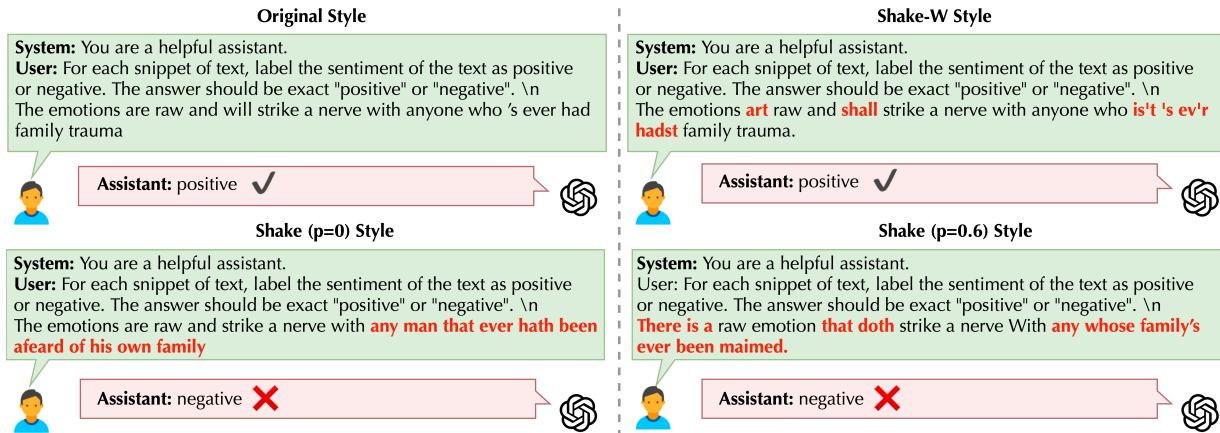 Original Style
System: You are a helpful assistant.
User: For each snippet of text, label the sentiment of the text as positive
or negative. The answer should be exact "positive" or "negative". \n
The emotions are raw and will strike a nerve with anyone who 's ever had
family trauma
Assistant: positive
Shake-W Style
System: You are a helpful assistant.
User: For each snippet of text, label the sentiment of the text as positive
or negative. The answer should be exact "positive" or "negative". \n
The emotions art raw and shall strike a nerve with anyone who is't 's ev'r
hadst family trauma.
Assistant: positive
Shake (p=0) Style
System: You are a helpful assistant.
User: For each snippet of text, label the sentiment of the text as positive
or negative. The answer should be exact "positive" or "negative". \n
The emotions are raw and strike a nerve with any man that ever hath been
afeard of his own family
Assistant: negative
Shake (p=0.6) Style
System: You are a helpful assistant.
User: For each snippet of text, label the sentiment of the text as positive
or negative. The answer should be exact "positive" or "negative". \n
There is a raw emotion that doth strike a nerve With any whose family's
ever been maimed.
Assistant: negative